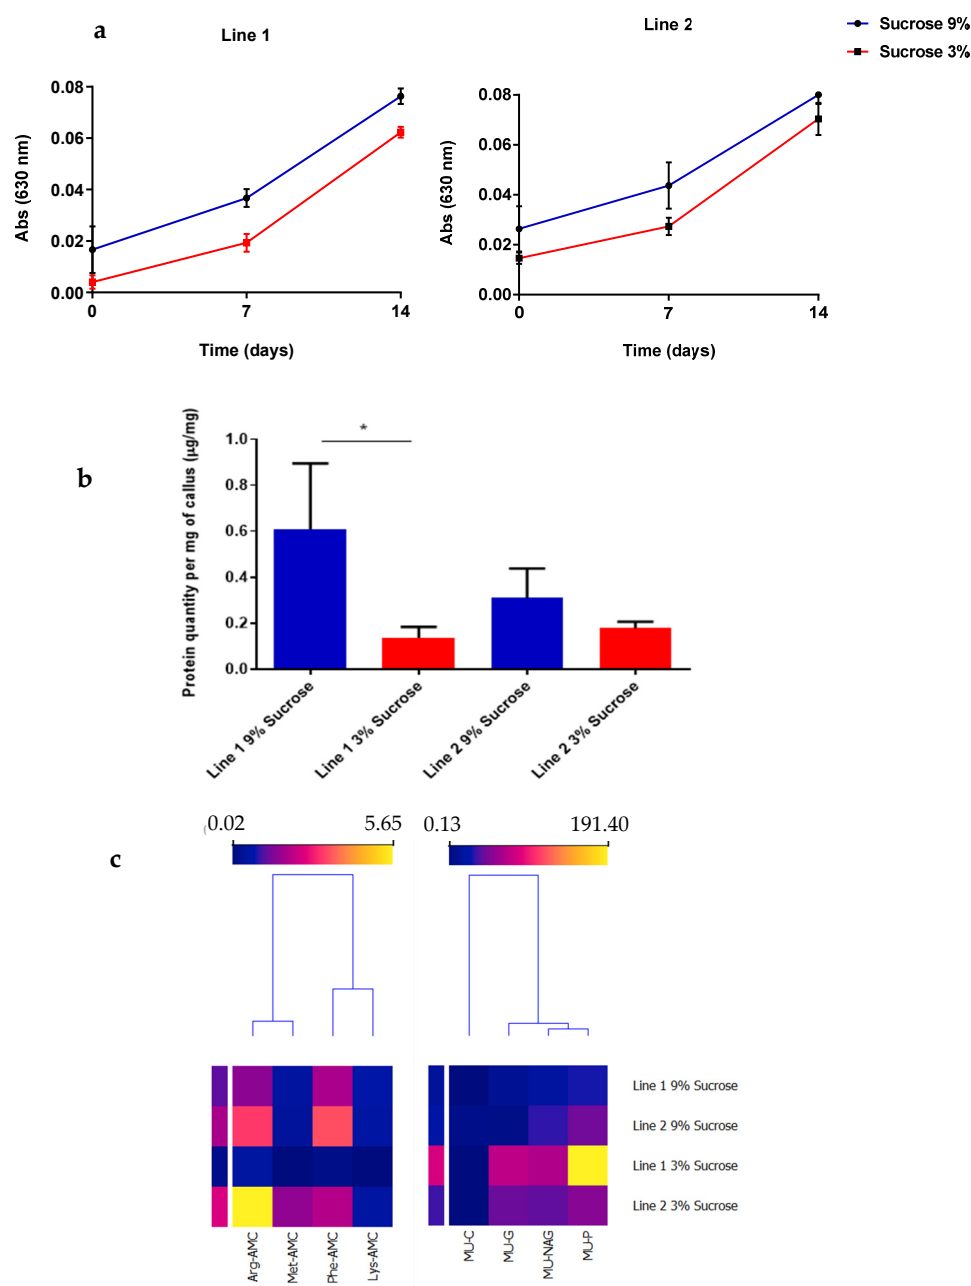 a
Line 1
Line 2
Sucrose 9%
Sucrose 3%
Abs (630 nm)
0.08
0.06
0.04
0.02
0.00
0
7
14
Time (days)
Abs (630 nm)
0.08
0.06
0.04
0.02
0.00
0
7
14
Time (days)
b
Protein quantity per mg of callus (µg/mg)
1.0
0.8
0.6
0.4
0.2
0.0
*
Line 1 9% Sucrose
Line 1 3% Sucrose
Line 2 9% Sucrose
Line 2 3% Sucrose
c
(0.02
5.65
0.13
191.40
Line 1 9% Sucrose
Line 2 9% Sucrose
Line 1 3% Sucrose
Line 2 3% Sucrose
Arg-AMC
Met-AMC
Phe-AMC
Lys-AMC
MU-C
MU-G
MU-NAG
MU-P